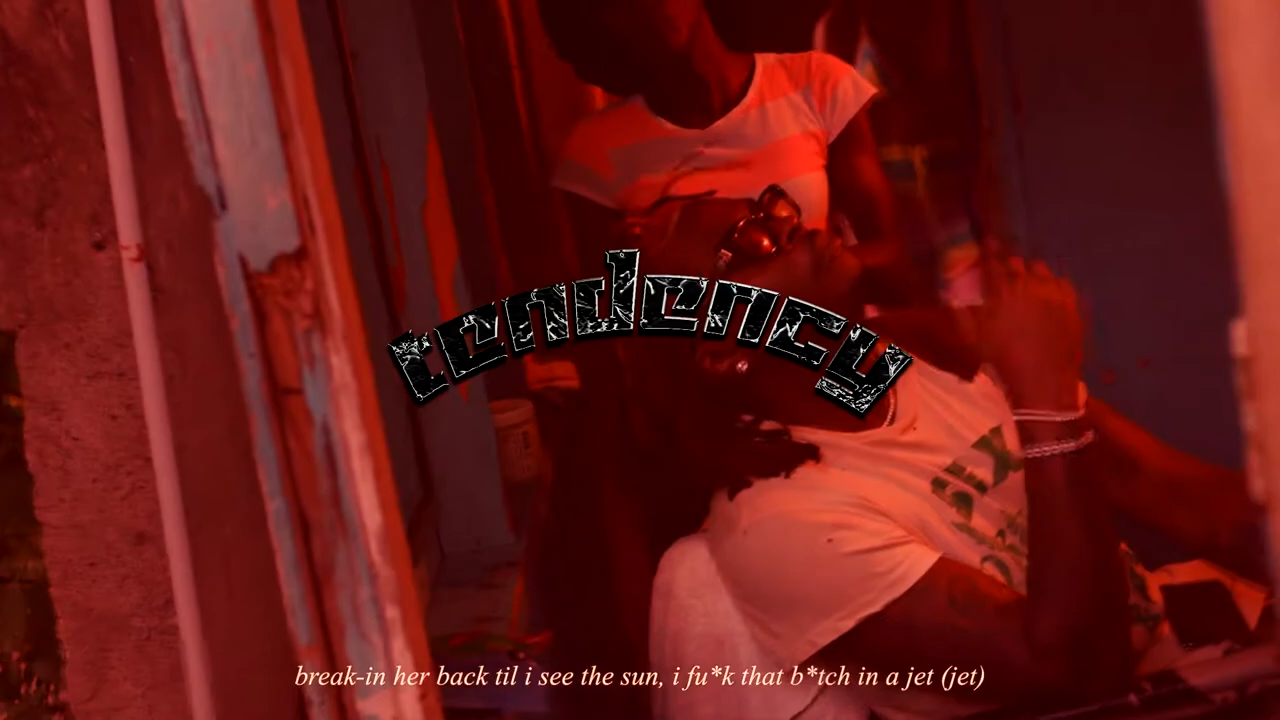 tendency
break-in her back til i see the sun, i fu*k that b*tch in a jet (jet)